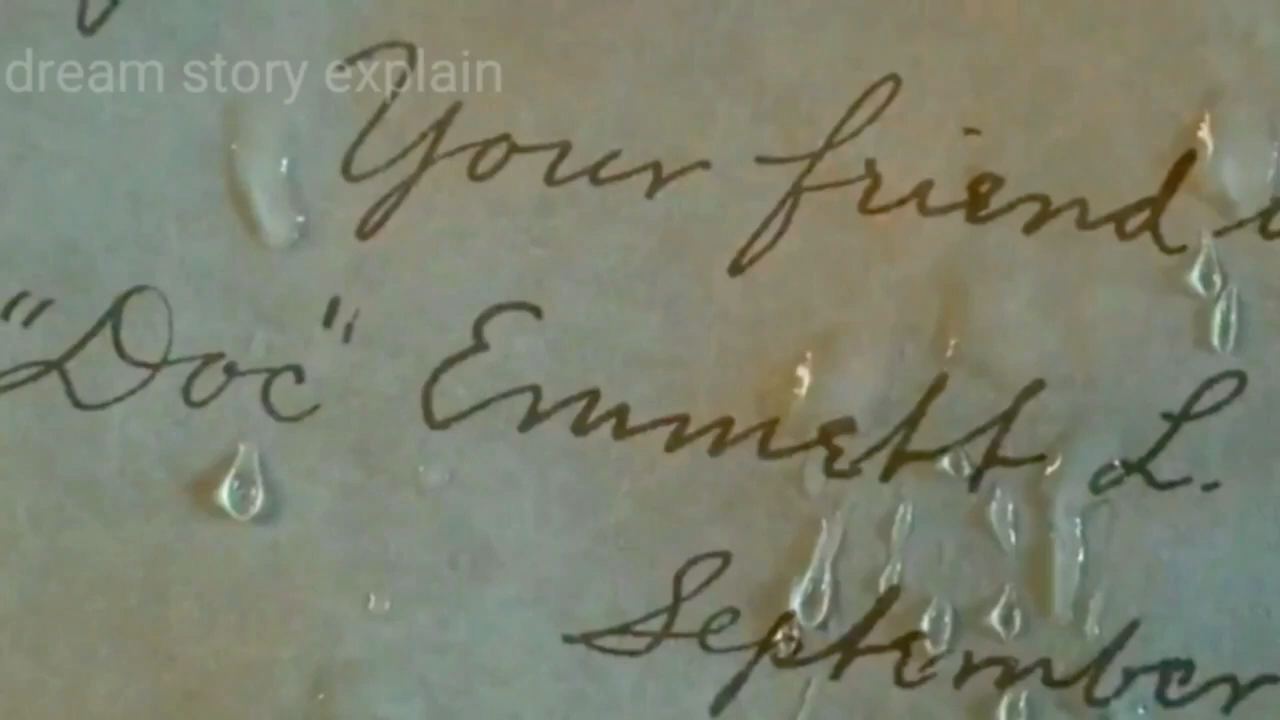 dream story explain
Your friend
"Doc" Emmett L.
September